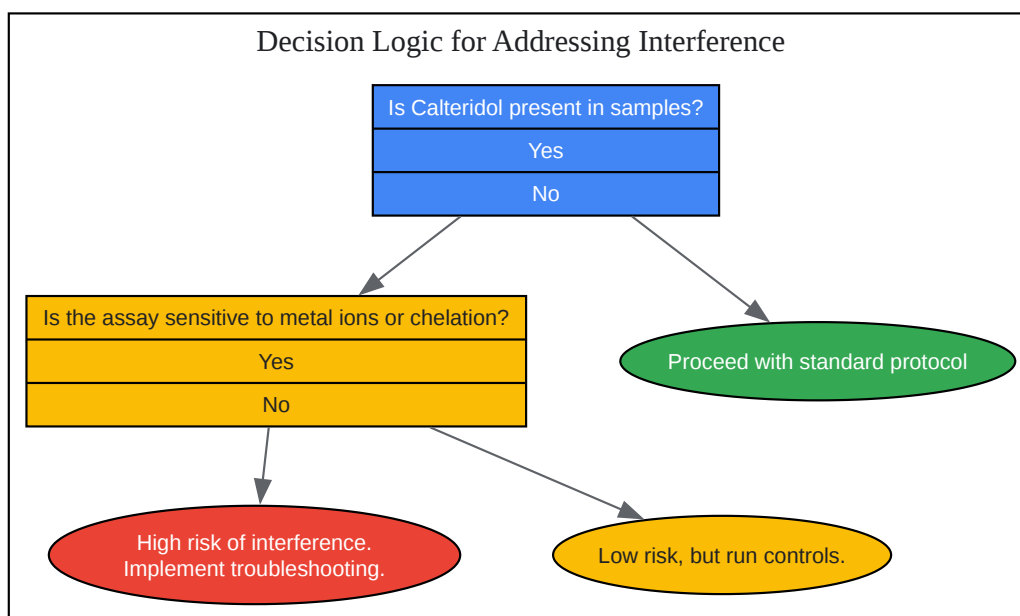 Decision Logic for Addressing Interference
Is Calteridol present in samples?
Yes
No
Is the assay sensitive to metal ions or chelation?
Yes
No
Proceed with standard protocol
High risk of interference.
Implement troubleshooting.
Low risk, but run controls.